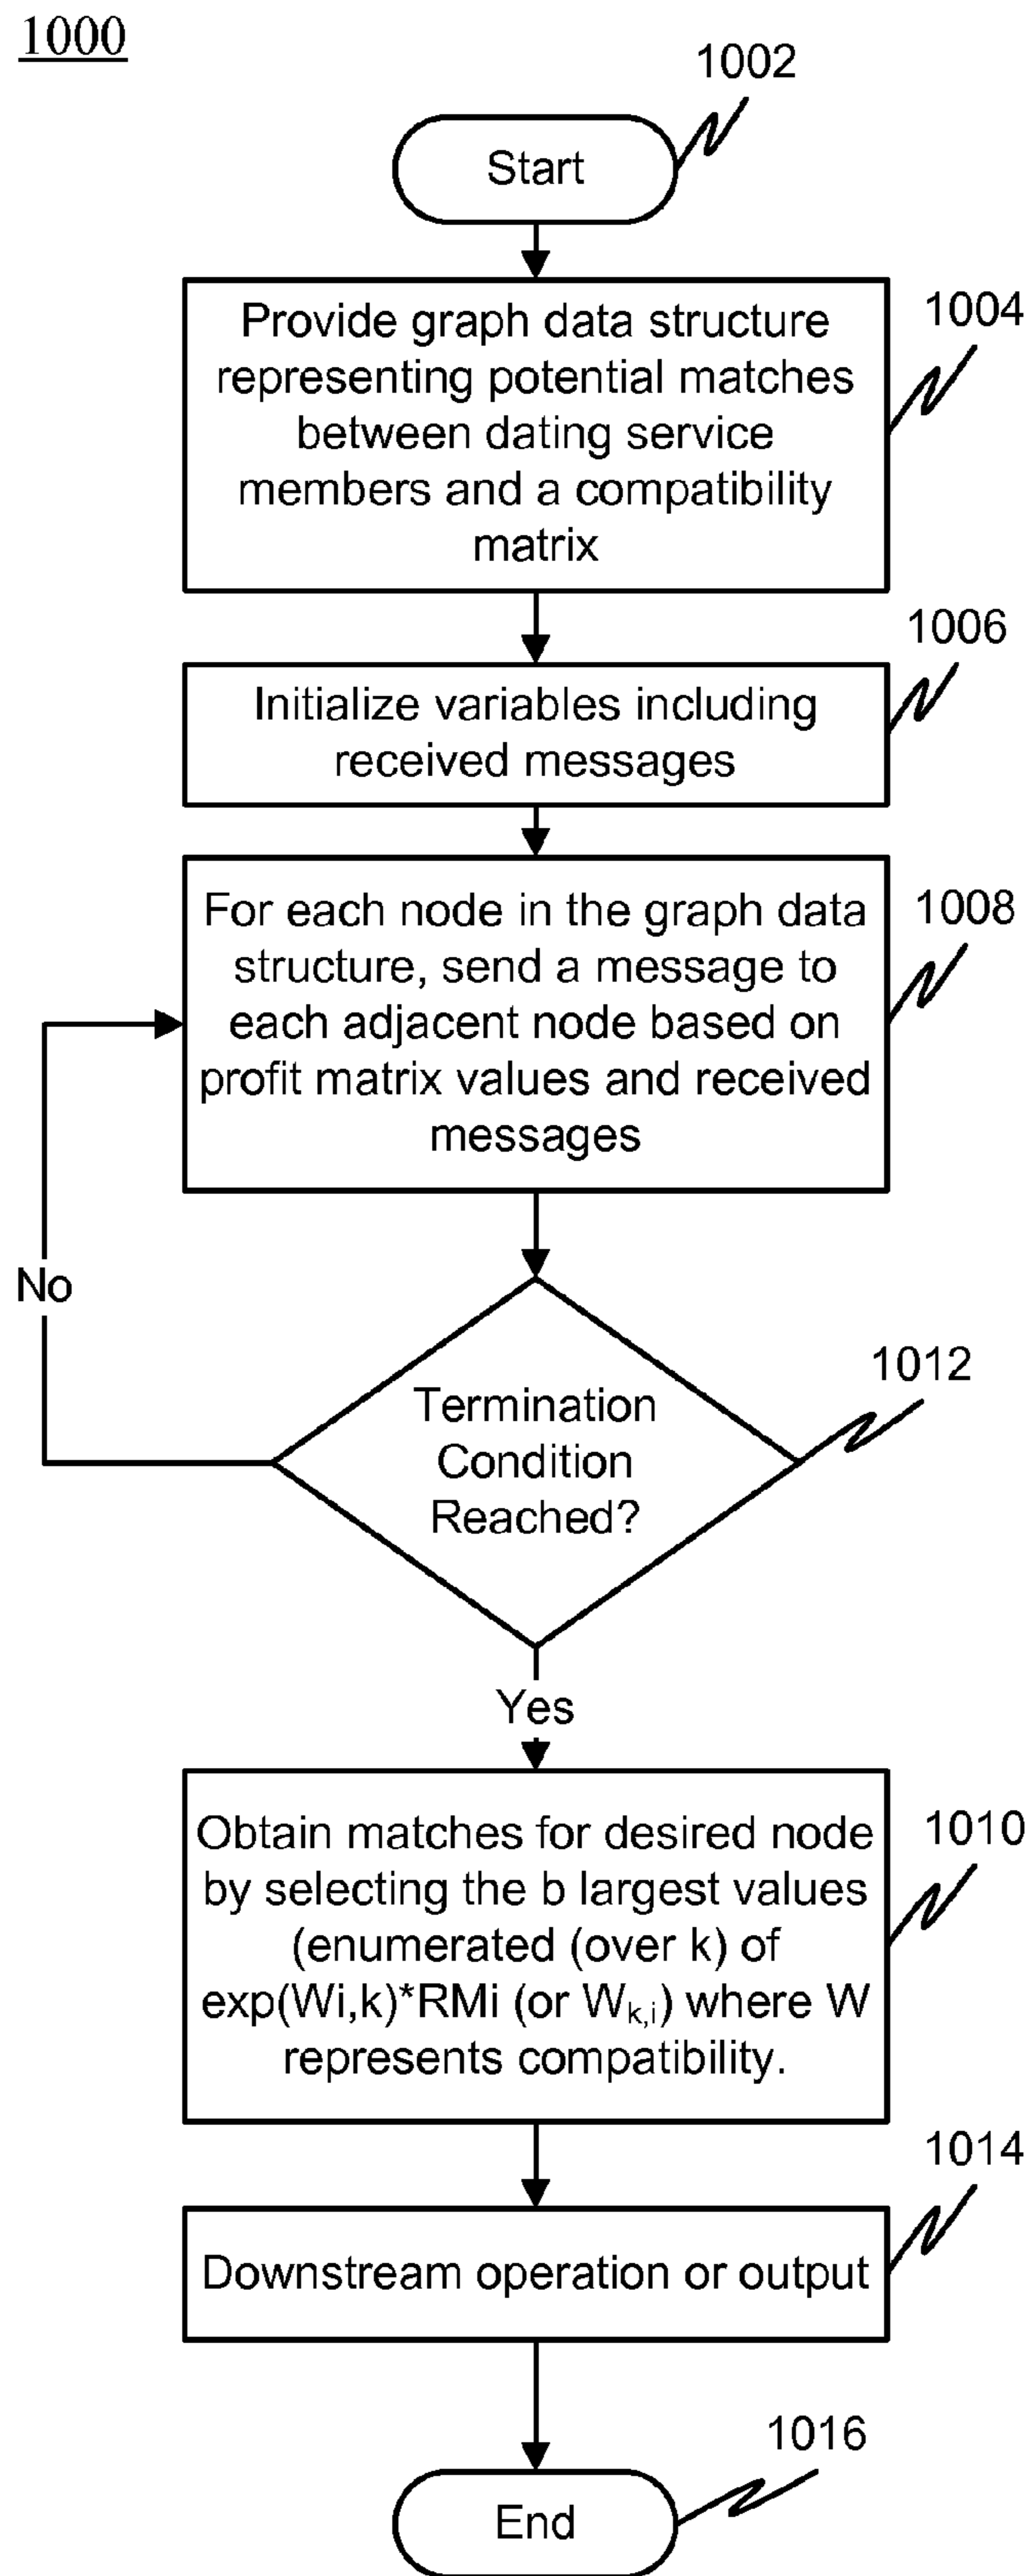 1000
1002
Start
1004
Provide graph data structure
representing potential matches
between dating service
members and a compatibility
matrix
1006
Initialize variables including
received messages
1008
For each node in the graph data
structure, send a message to
each adjacent node based on
profit matrix values and received
messages
No
1012
Termination
Condition
Reached?
Yes
1010
Obtain matches for desired node
by selecting the b largest values
(enumerated (over k) of
exp(Wi,k)*RMi (or Wk,i) where W
represents compatibility.
1014
Downstream operation or output
1016
End